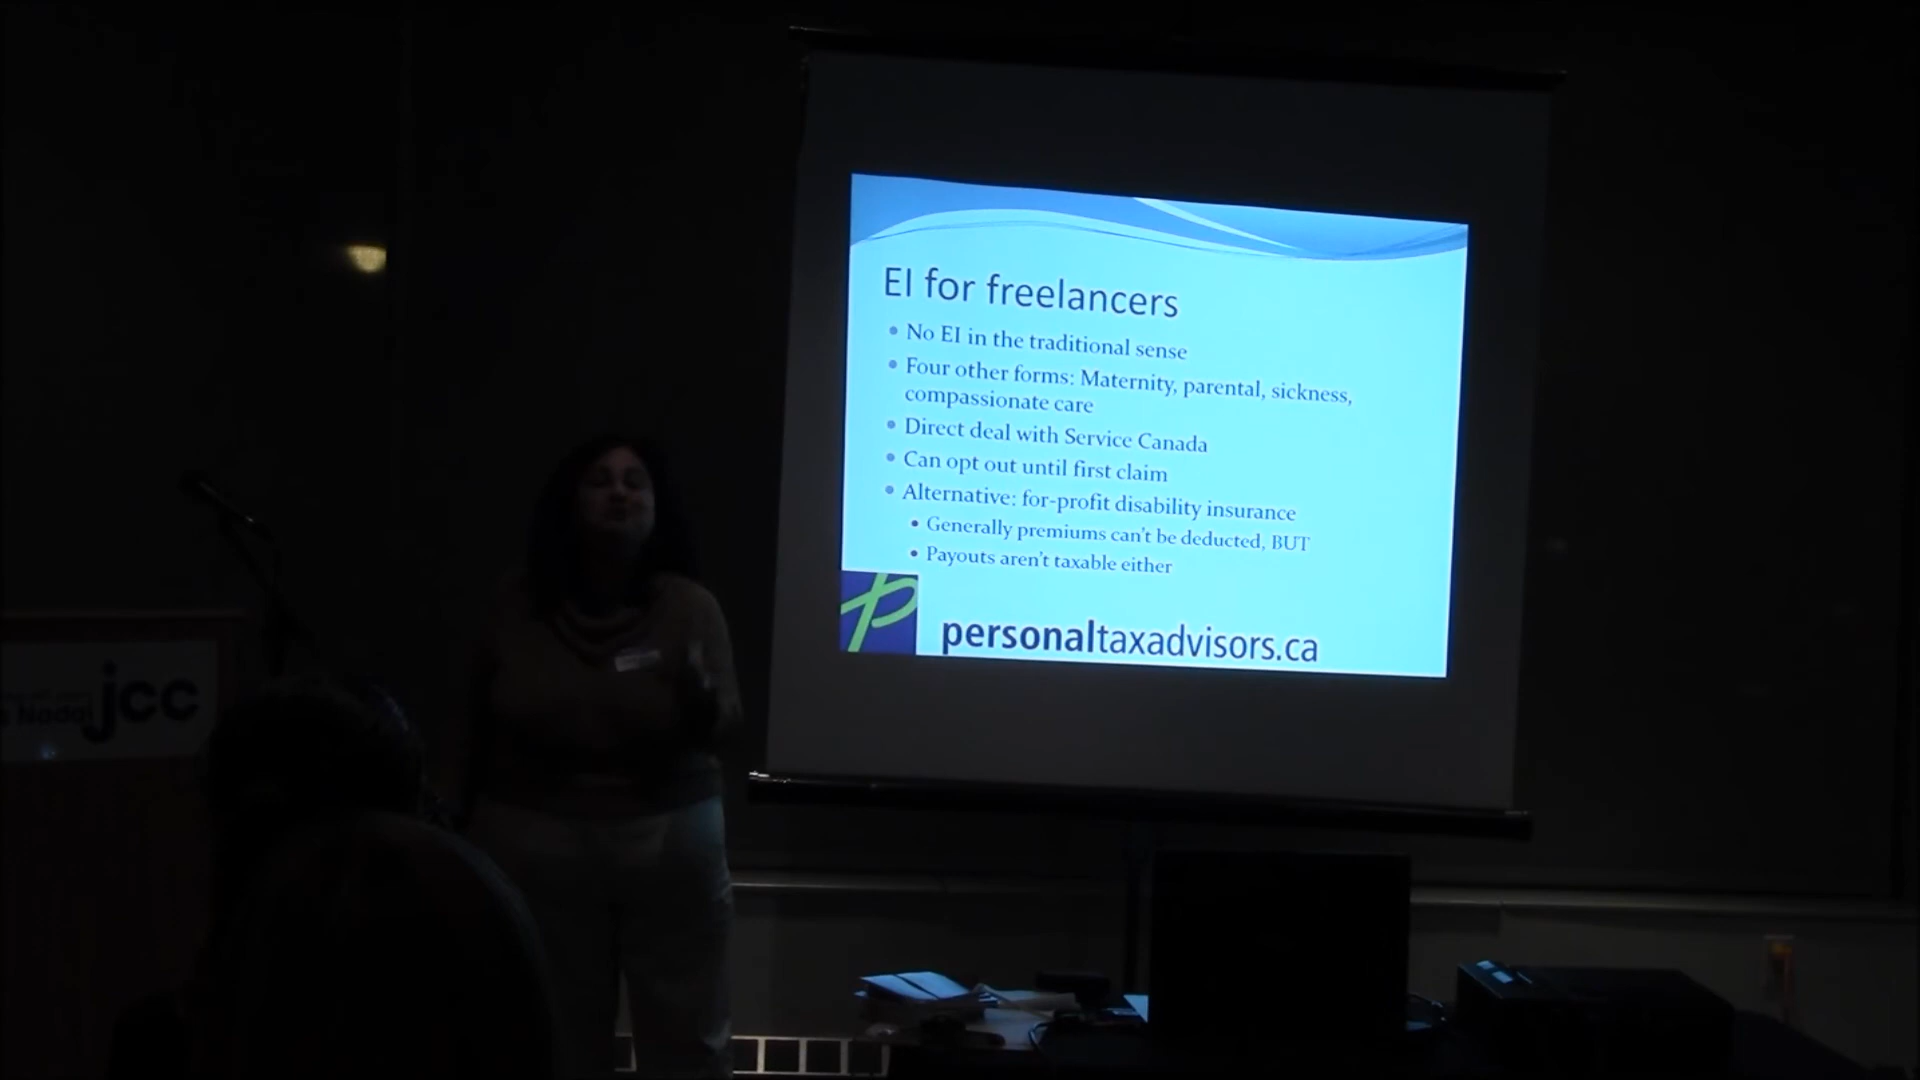 EI for freelancers
• No EI in the traditional sense
• Four other forms: Maternity, parental, sickness,
compassionate care
• Direct deal with Service Canada
• Can opt out until first claim
• Alternative: for-profit disability insurance
• Generally premiums can't be deducted, BUT
• Payouts aren't taxable either
personaltaxadvisors.ca
jcc